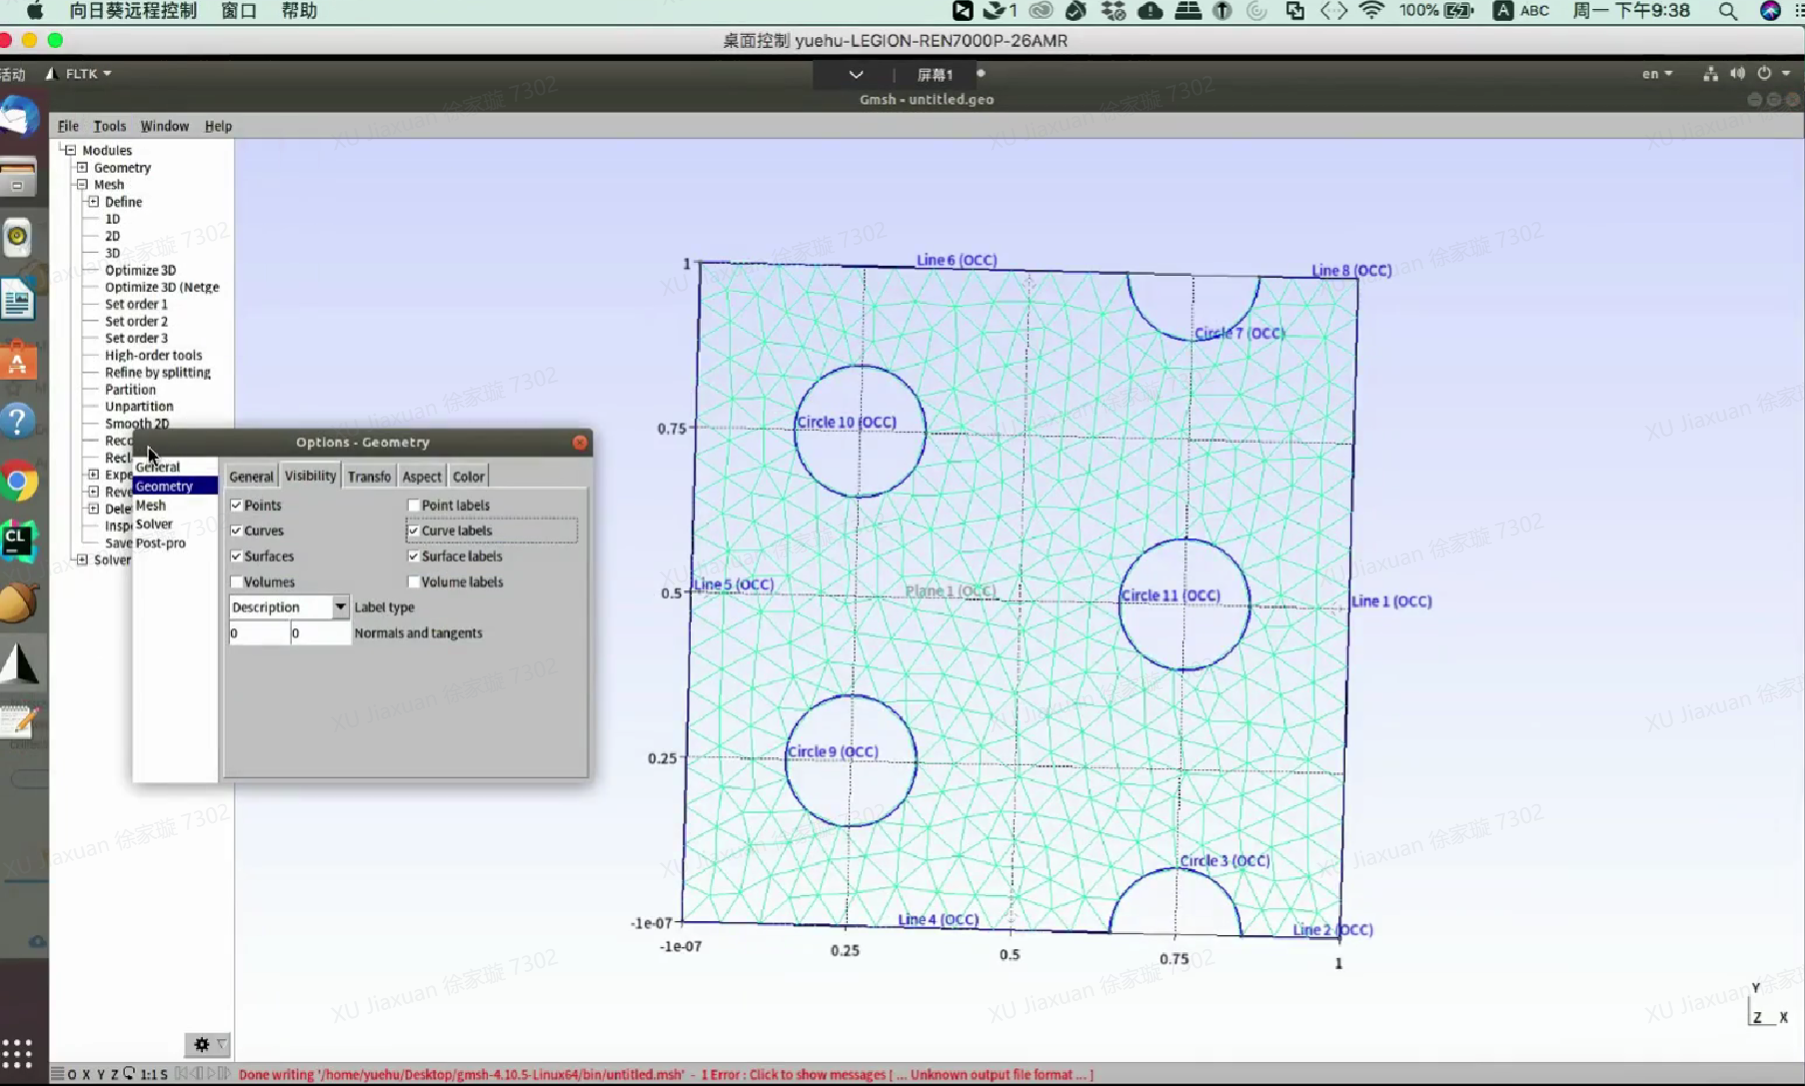 向日葵远程控制 窗口 帮助
1 100% A ABC 周一 下午9:38
桌面控制 yuehu-LEGION-REN7000P-26AMR
活动 FLTK 屏幕1 en
Gmsh - untitled.geo
File Tools Window Help
Modules
Geometry
Mesh
Define
1D
2D
3D
Optimize 3D
Optimize 3D (Netge
Set order 1
Set order 2
Set order 3
High-order tools
Refine by splitting
Partition
Unpartition
Smooth 2D
Reco
Recl
Expe
Reve
Dele
Insp
Save
Solver
Options - Geometry
General
Geometry
Mesh
Solver
Post-pro
General Visibility Transfo Aspect Color
Points Point labels
Curves Curve labels
Surfaces Surface labels
Volumes Volume labels
Description Label type
0 0 Normals and tangents
Line 6 (OCC)
Line 8 (OCC)
1
Circle 7 (OCC)
Circle 10 (OCC)
0.75
Line 5 (OCC)
0.5
Plane 1 (OCC)
Circle 11 (OCC)
Line 1 (OCC)
Circle 9 (OCC)
0.25
Circle 3 (OCC)
Line 4 (OCC)
Line 2 (OCC)
-1e-07
-1e-07 0.25 0.5 0.75 1
Y
Z X
XU Jiaxuan 徐家璇 7302
O X Y Z 1:1 S Done writing '/home/yuehu/Desktop/gmsh-4.10.5-Linux64/bin/untitled.msh' - 1 Error : Click to show messages [ ... Unknown output file format ... ]